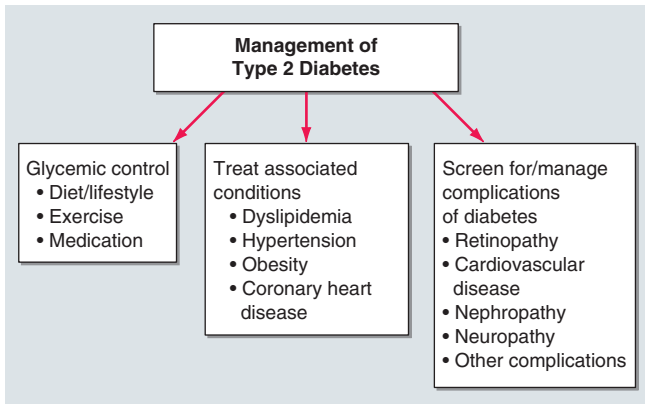 Management of
Type 2 Diabetes
Glycemic control
• Diet/lifestyle
• Exercise
• Medication
Treat associated
conditions
• Dyslipidemia
• Hypertension
• Obesity
• Coronary heart
disease
Screen for/manage
complications
of diabetes
• Retinopathy
• Cardiovascular
disease
• Nephropathy
• Neuropathy
• Other complications